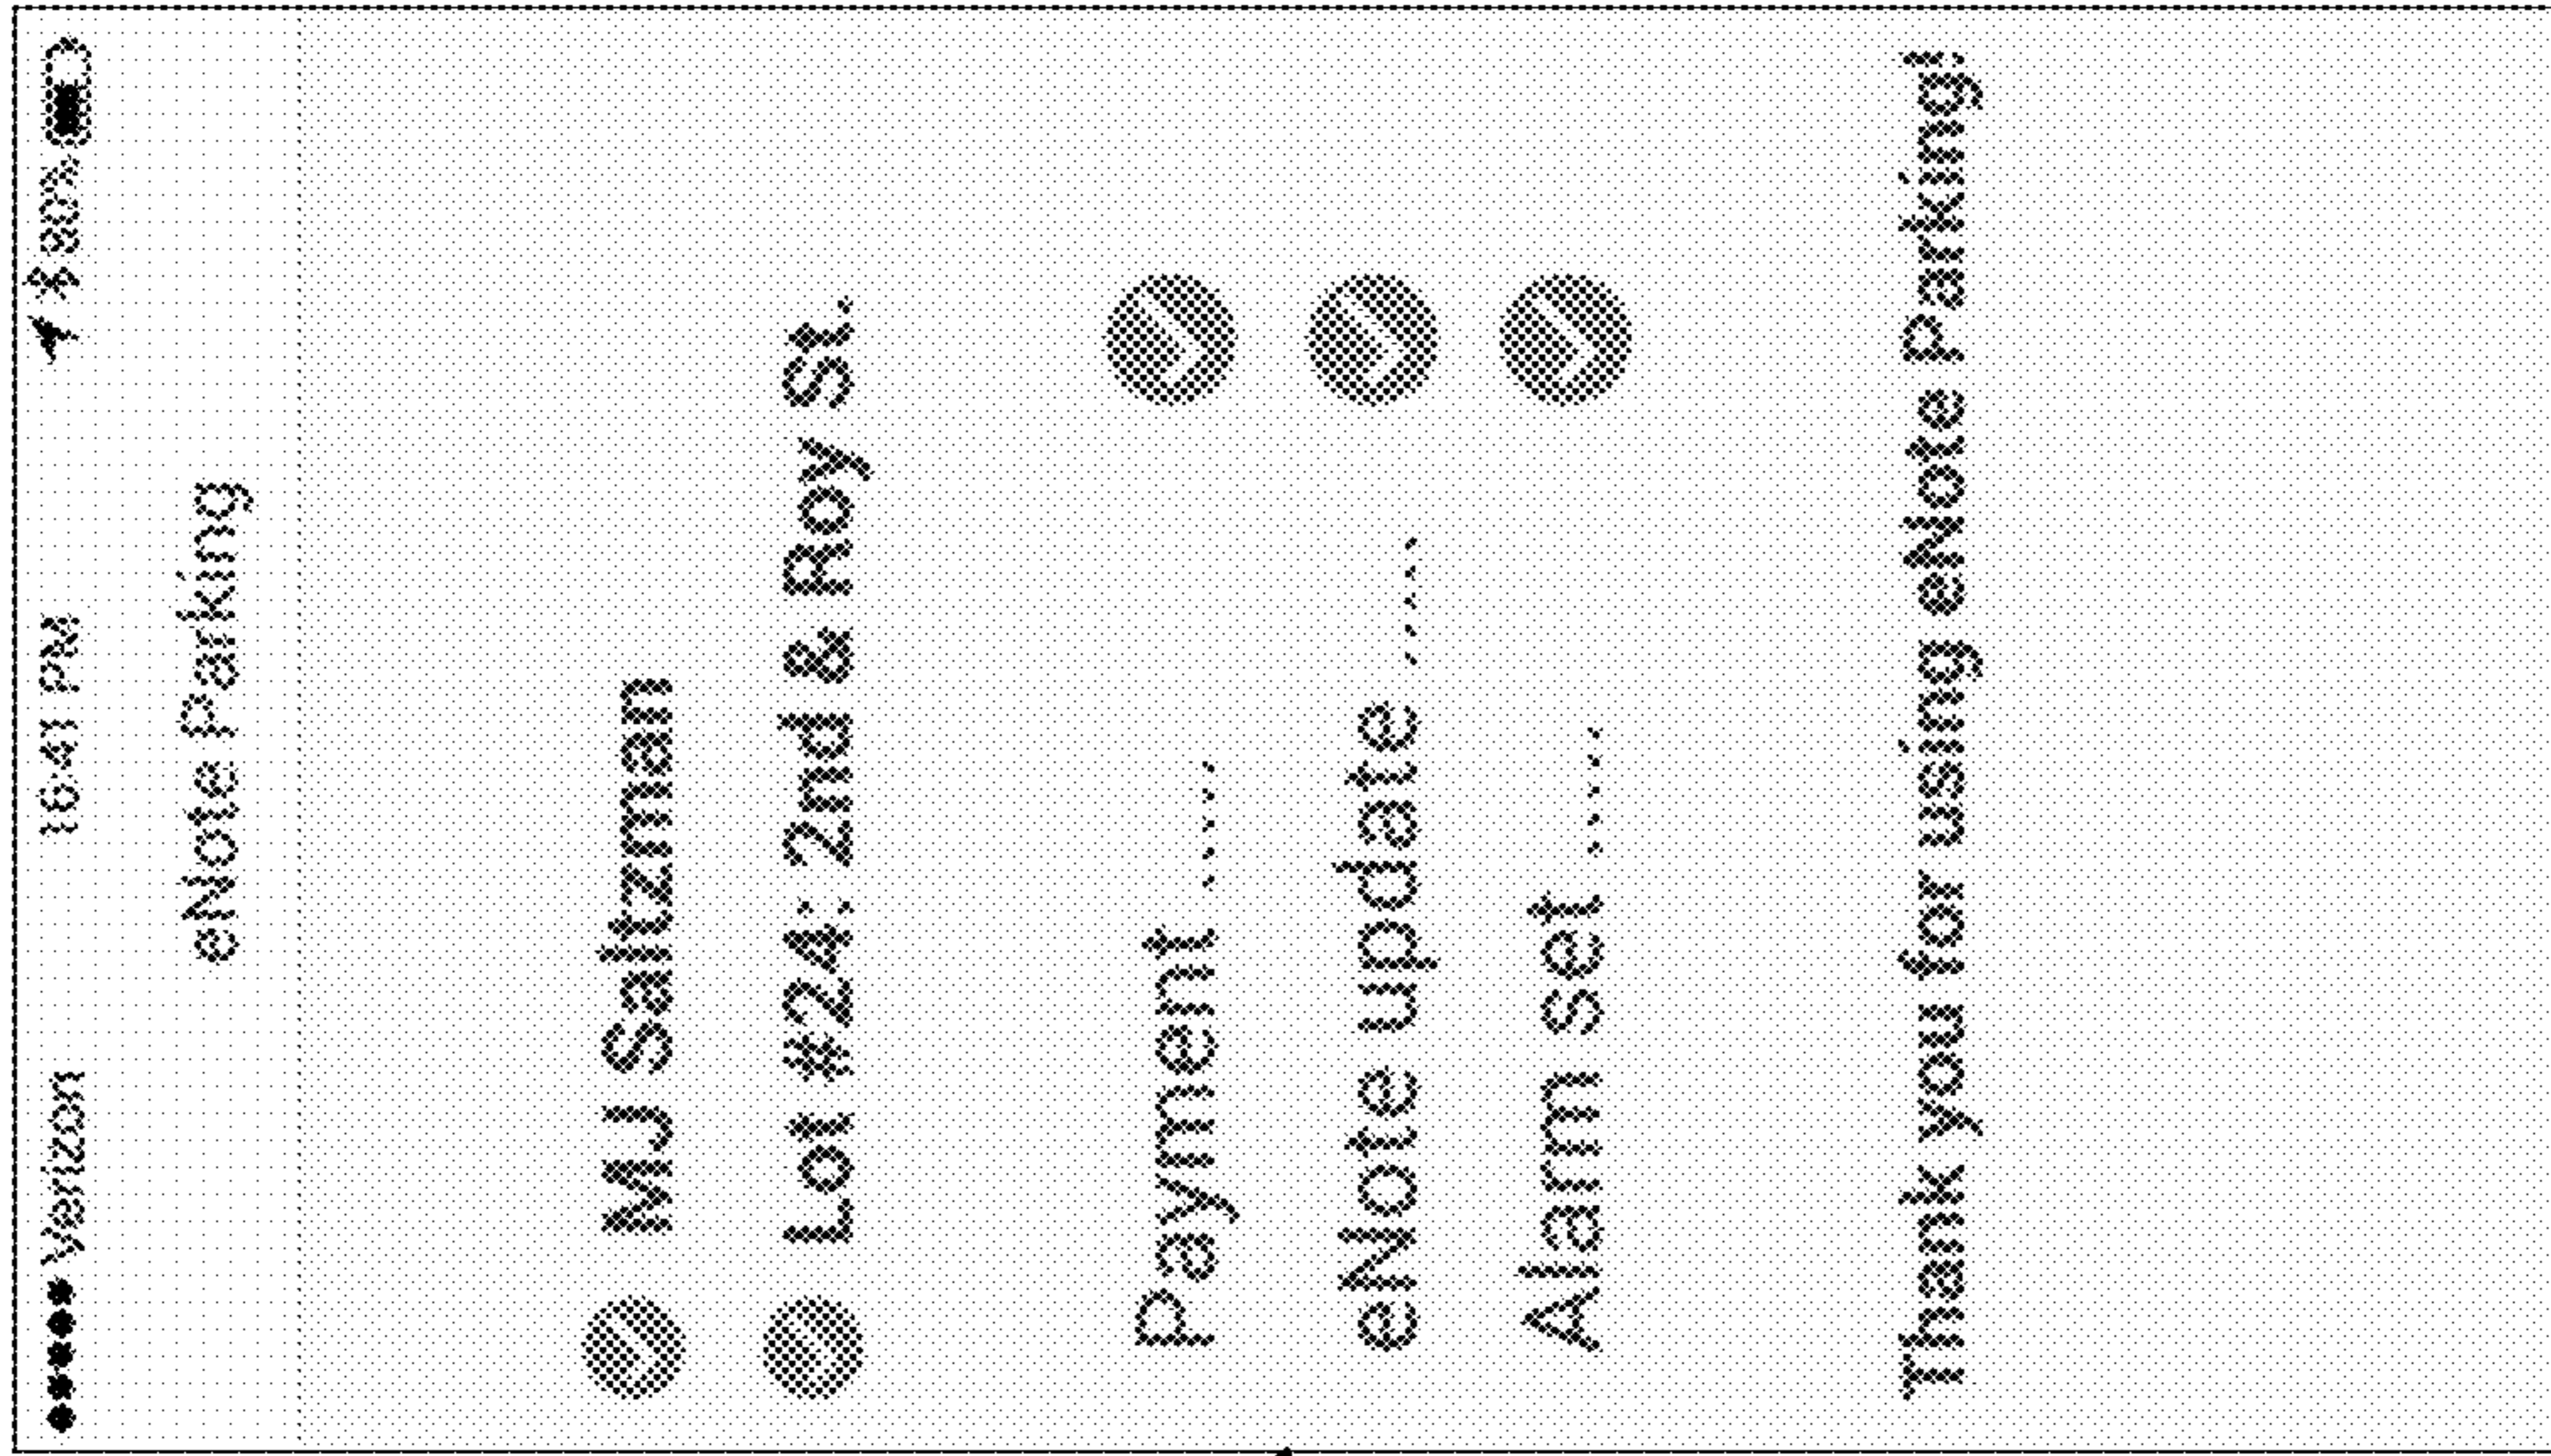 Verizon 16:41 PM 80%
eNote Parking
MJ Saltzman
Lot #24: 2nd & Roy St.
Payment .....
eNote update .....
Alarm set .....
Thank you for using eNote Parking!